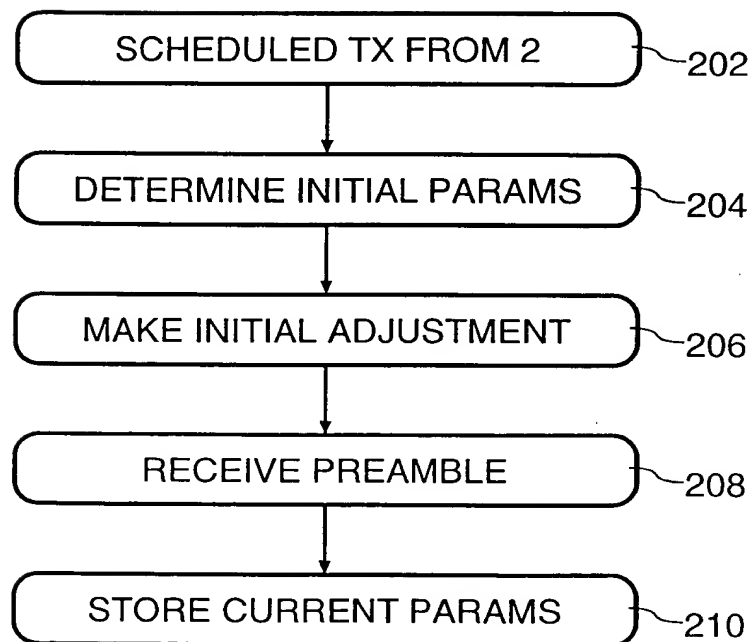 SCHEDULED TX FROM 2
202
DETERMINE INITIAL PARAMS
204
MAKE INITIAL ADJUSTMENT
206
RECEIVE PREAMBLE
208
STORE CURRENT PARAMS
210